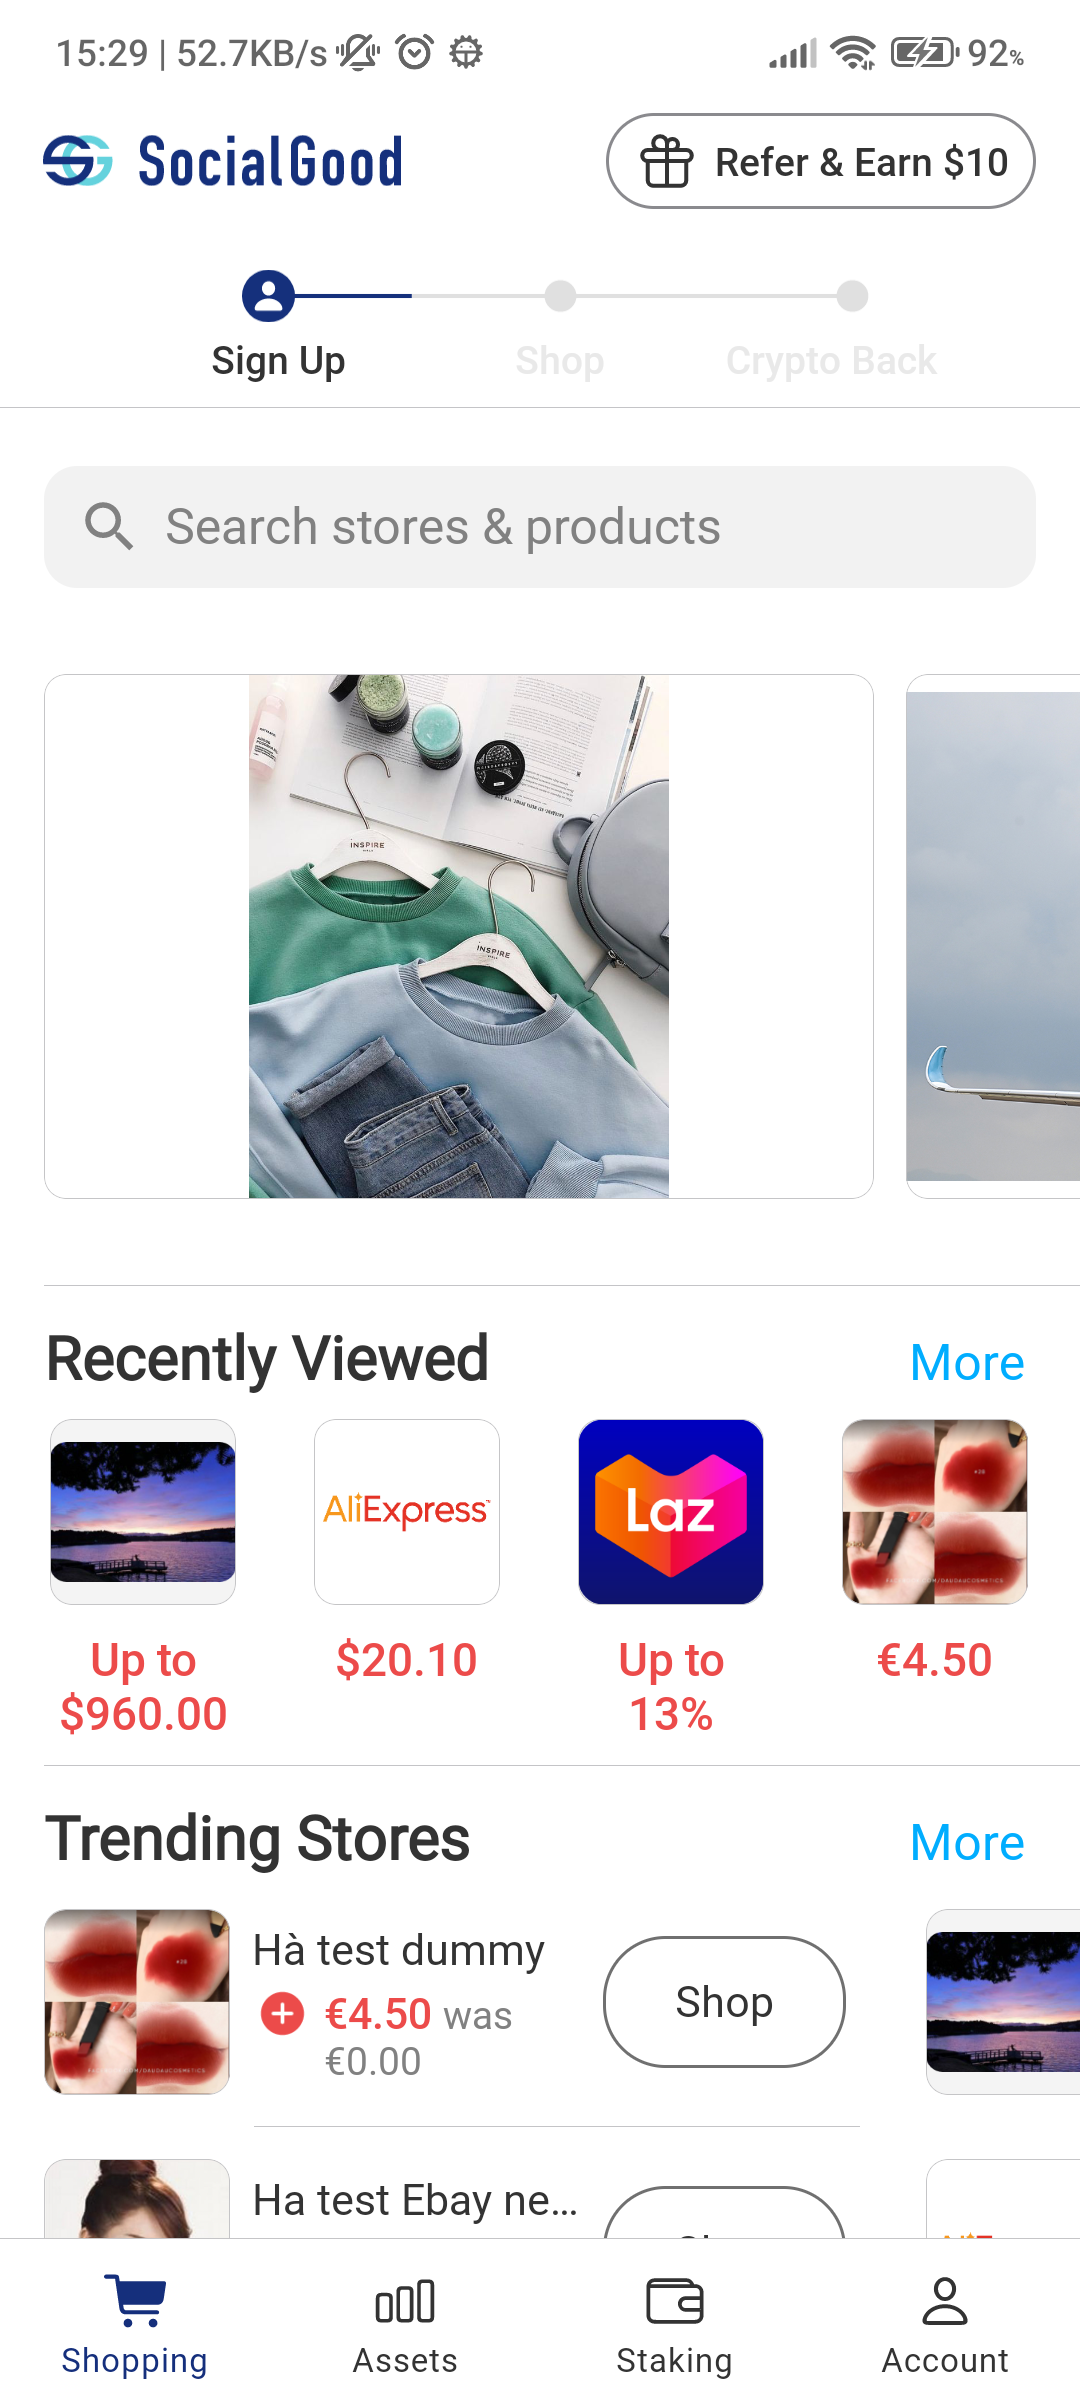 15:29 | 52.7KB/s 92%
SocialGood
Refer & Earn $10
Sign Up
Shop
Crypto Back
Search stores & products
INSPIRE
INSPIRE
Recently Viewed
More
AliExpress
Laz
Up to
$960.00
$20.10
Up to
13%
€4.50
Trending Stores
More
Hà test dummy
€4.50 was
€0.00
Shop
Ha test Ebay ne...
Shopping
Assets
Staking
Account